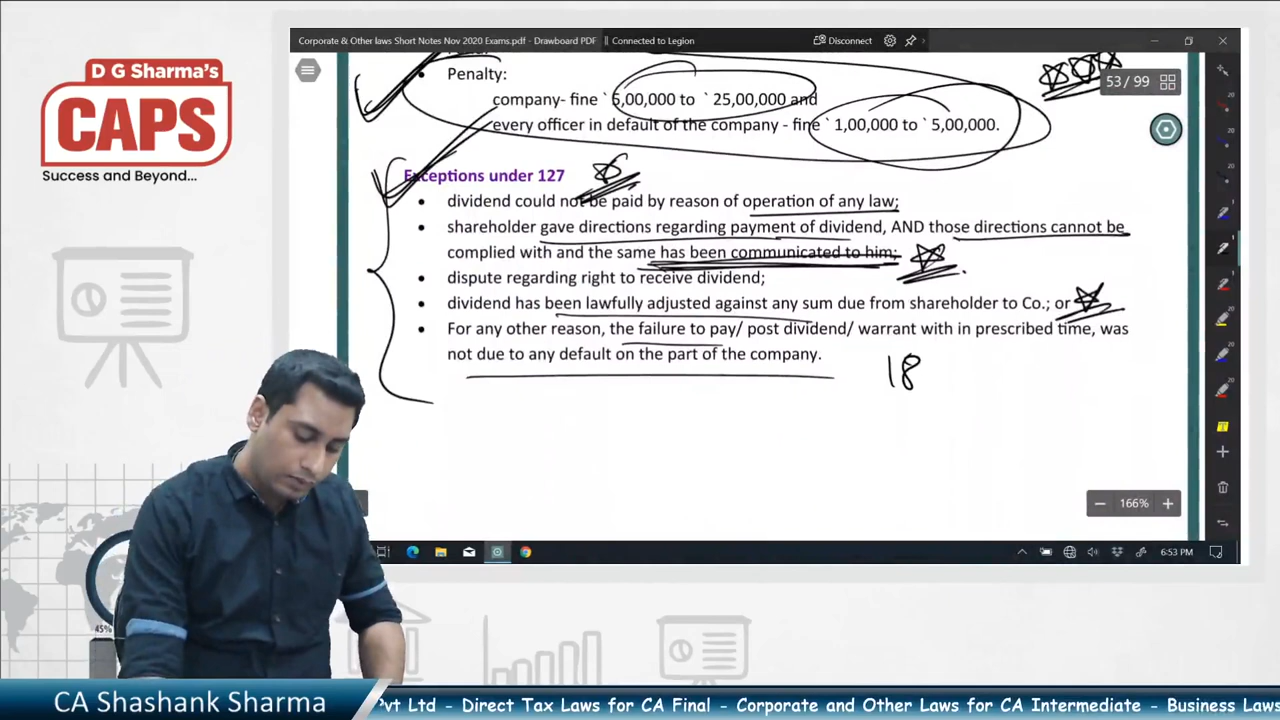 D G Sharma's
CAPS
Success and Beyond...
Corporate & Other laws Short Notes Nov 2020 Exams.pdf - Drawboard PDF
Connected to Legion
Disconnect
53 / 99
• Penalty:
company- fine ` 5,00,000 to ` 25,00,000 and
every officer in default of the company - fine ` 1,00,000 to ` 5,00,000.
Exceptions under 127
• dividend could not be paid by reason of operation of any law;
• shareholder gave directions regarding payment of dividend, AND those directions cannot be
complied with and the same has been communicated to him;
• dispute regarding right to receive dividend;
• dividend has been lawfully adjusted against any sum due from shareholder to Co.; or
• For any other reason, the failure to pay/ post dividend/ warrant with in prescribed time, was
not due to any default on the part of the company.
18
166%
6:53 PM
45%
CA Shashank Sharma
Pvt Ltd - Direct Tax Laws for CA Final - Corporate and Other Laws for CA Intermediate - Business Laws